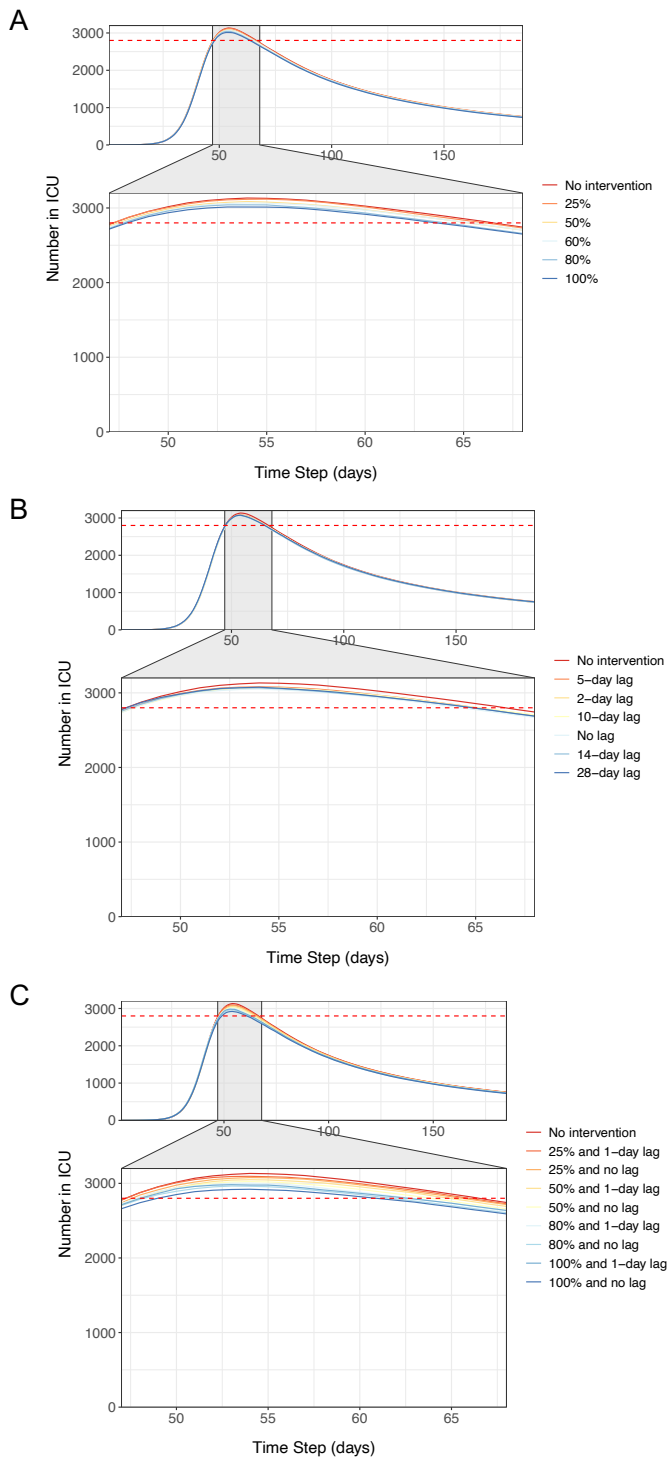 A
3000
2000
1000
0
50
100
150
3000
2000
1000
0
50
55
60
65
Number in ICU
Time Step (days)
No intervention
25%
50%
60%
80%
100%
B
3000
2000
1000
0
50
100
150
3000
2000
1000
0
50
55
60
65
Number in ICU
Time Step (days)
No intervention
5−day lag
2−day lag
10−day lag
No lag
14−day lag
28−day lag
C
3000
2000
1000
0
50
100
150
3000
2000
1000
0
50
55
60
65
Number in ICU
Time Step (days)
No intervention
25% and 1−day lag
25% and no lag
50% and 1−day lag
50% and no lag
80% and 1−day lag
80% and no lag
100% and 1−day lag
100% and no lag